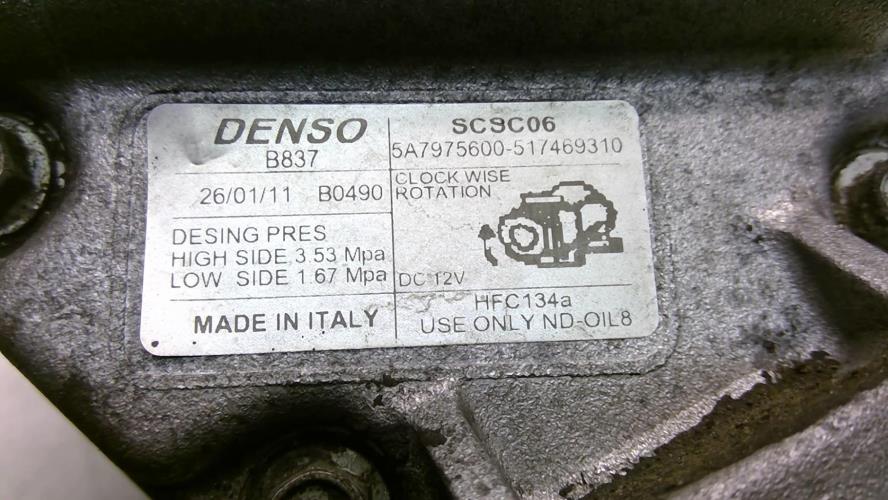 DENSO
B837
SCSC06
5A7975600-517469310
26/01/11 B0490
CLOCK WISE
ROTATION
DESING PRES
HIGH SIDE 3.53 Mpa
LOW SIDE 1.67 Mpa
DC 12V
MADE IN ITALY
HFC134a
USE ONLY ND-OIL8